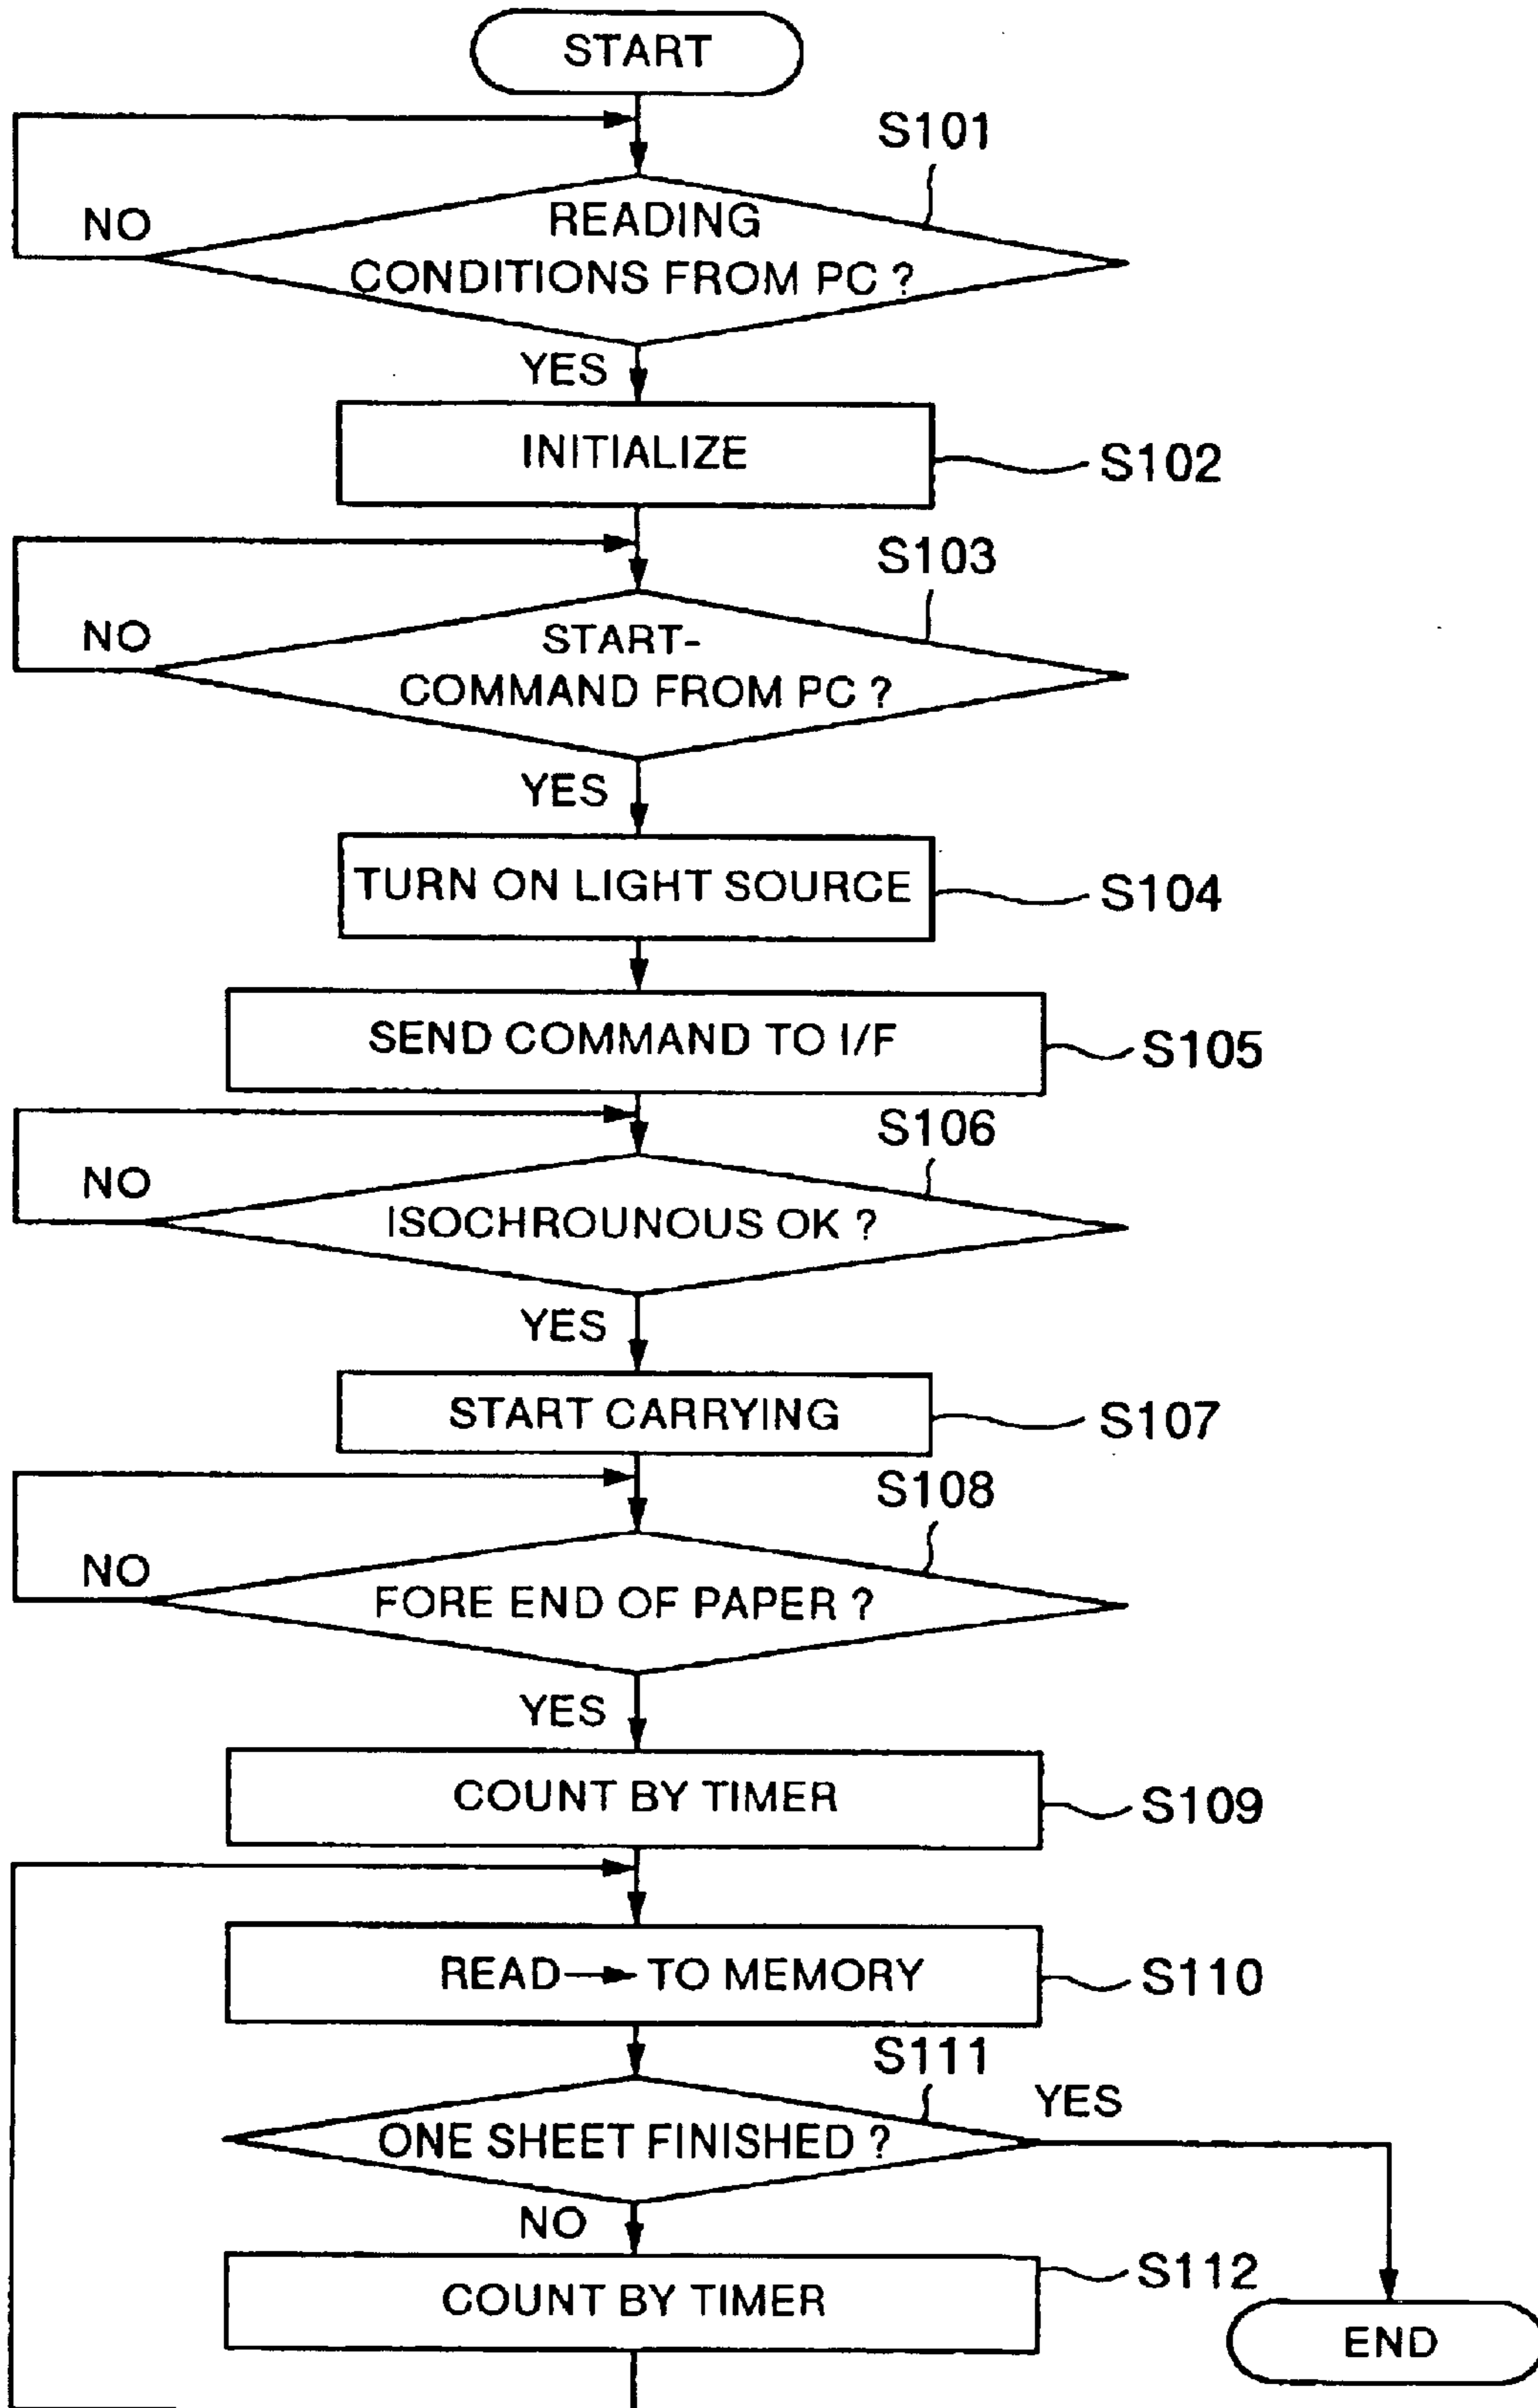 START
S101
NO
READING
CONDITIONS FROM PC ?
YES
INITIALIZE
S102
S103
NO
START-
COMMAND FROM PC ?
YES
TURN ON LIGHT SOURCE
S104
SEND COMMAND TO I/F
S105
S106
NO
ISOCHROUNOUS OK ?
YES
START CARRYING
S107
S108
NO
FORE END OF PAPER ?
YES
COUNT BY TIMER
S109
READ → TO MEMORY
S110
S111
YES
ONE SHEET FINISHED ?
NO
COUNT BY TIMER
S112
END